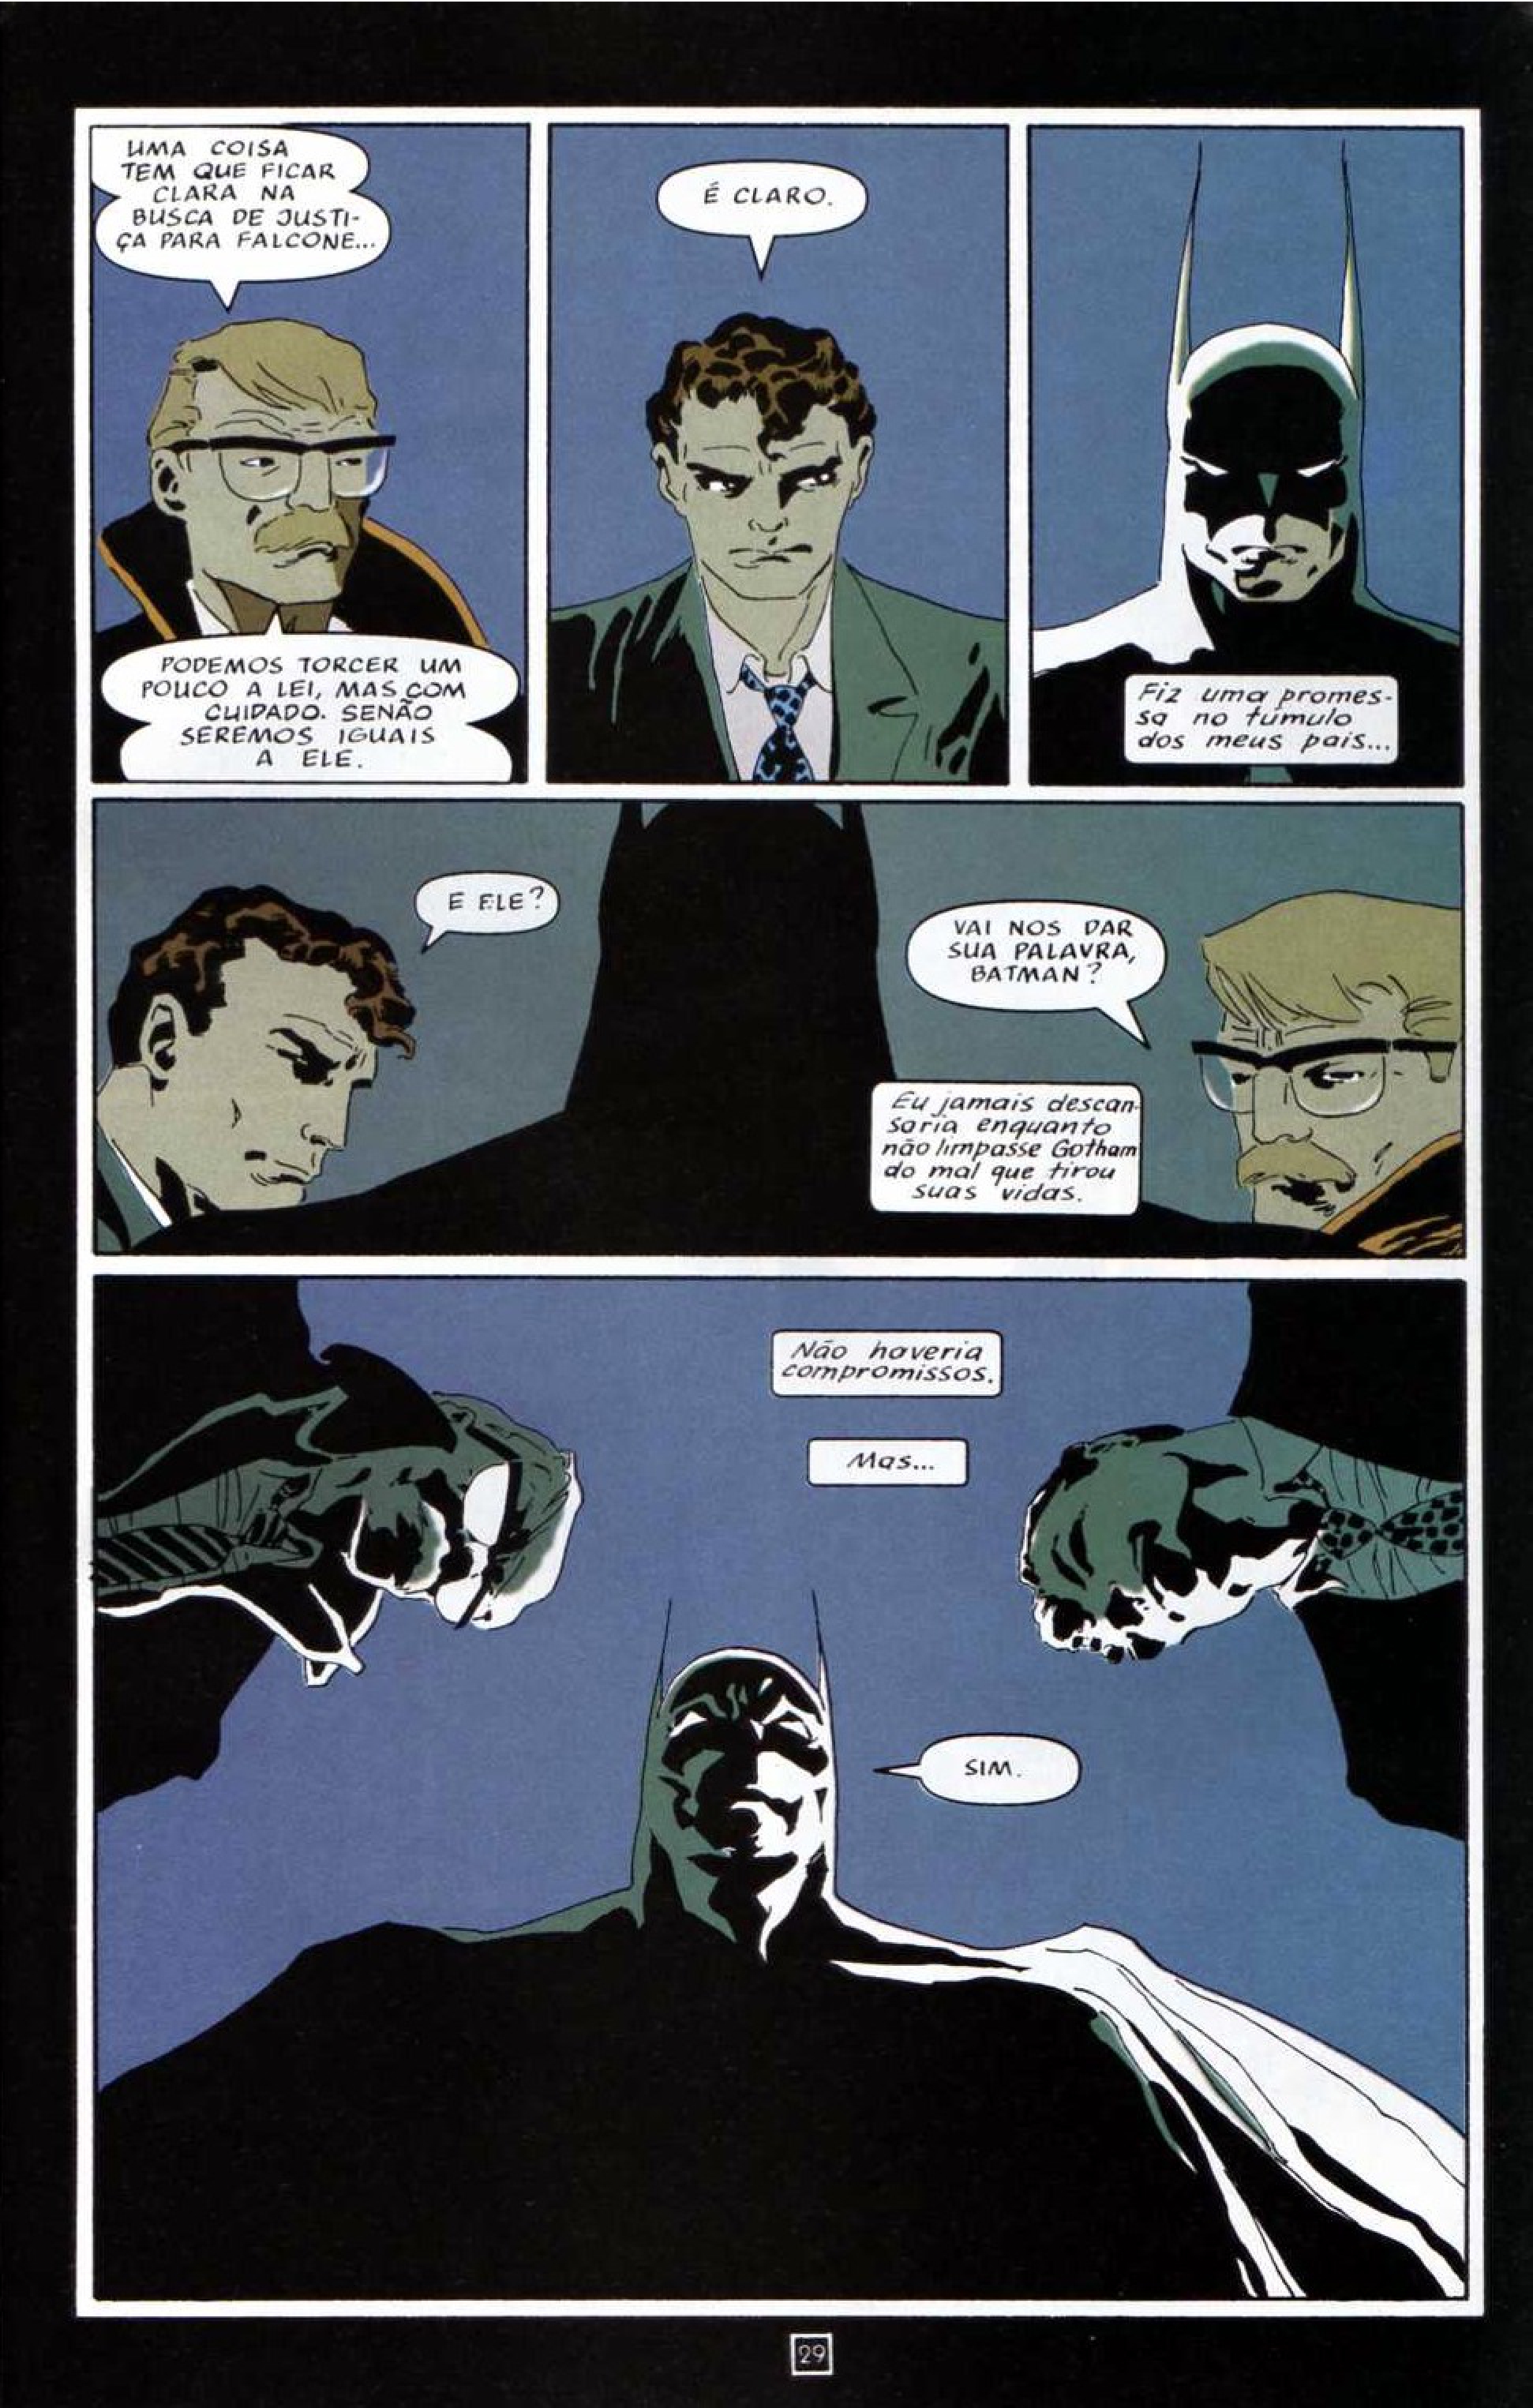 UMA COISA
TEM QUE FICAR
CLARA NA
BUSCA DE JUSTI-
ÇA PARA FALCONE...
PODEMOS TORCER UM
POUCO A LEI, MAS COM
CUIDADO. SENÃO
SEREMOS IGUAIS
A ELE.
É CLARO.
Fiz uma promes-
sa no túmulo
dos meus pais...
E ELE?
VAI NOS DAR
SUA PALAVRA,
BATMAN?
Eu jamais descan-
saria enquanto
não limpasse Gotham
do mal que tirou
suas vidas.
Não haveria
compromissos.
Mas...
SIM.
29